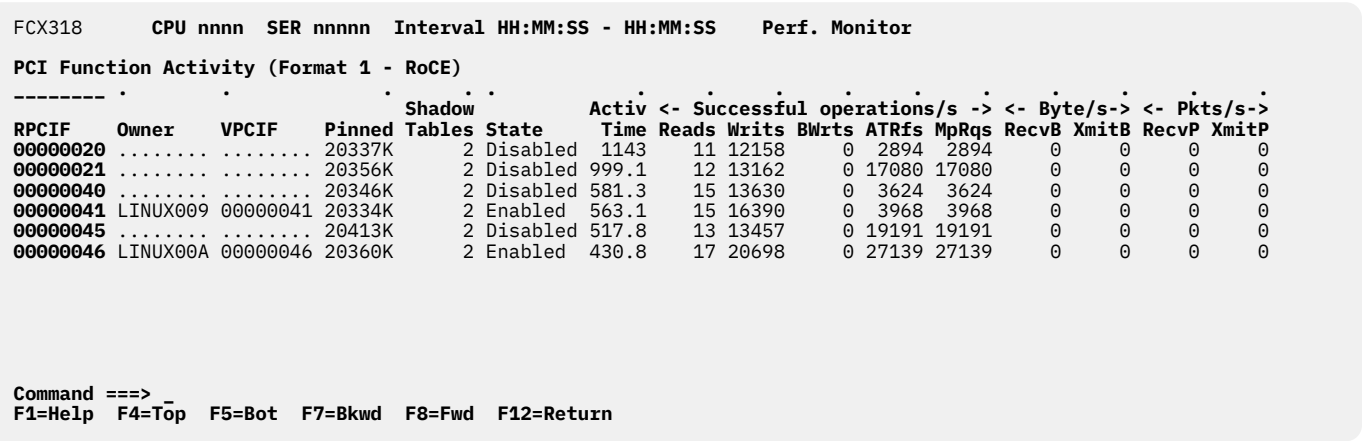 FCX318      CPU nnnn  SER nnnnn  Interval HH:MM:SS - HH:MM:SS    Perf. Monitor
PCI Function Activity (Format 1 - RoCE)
________ .        .              .      . .             .     .     .     .     .     .     .     .     .     .
                                  Shadow          Activ <- Successful operations/s -> <- Byte/s-> <- Pkts/s->
RPCIF    Owner    VPCIF    Pinned Tables State     Time Reads Writs BWrts ATRfs MpRqs RecvB XmitB RecvP XmitP
00000020 ........ ........ 20337K      2 Disabled  1143    11 12158     0  2894  2894     0     0     0     0
00000021 ........ ........ 20356K      2 Disabled 999.1    12 13162     0 17080 17080     0     0     0     0
00000040 ........ ........ 20346K      2 Disabled 581.3    15 13630     0  3624  3624     0     0     0     0
00000041 LINUX009 00000041 20334K      2 Enabled  563.1    15 16390     0  3968  3968     0     0     0     0
00000045 ........ ........ 20413K      2 Disabled 517.8    13 13457     0 19191 19191     0     0     0     0
00000046 LINUX00A 00000046 20360K      2 Enabled  430.8    17 20698     0 27139 27139     0     0     0     0
Command ===> _
F1=Help  F4=Top  F5=Bot  F7=Bkwd  F8=Fwd  F12=Return